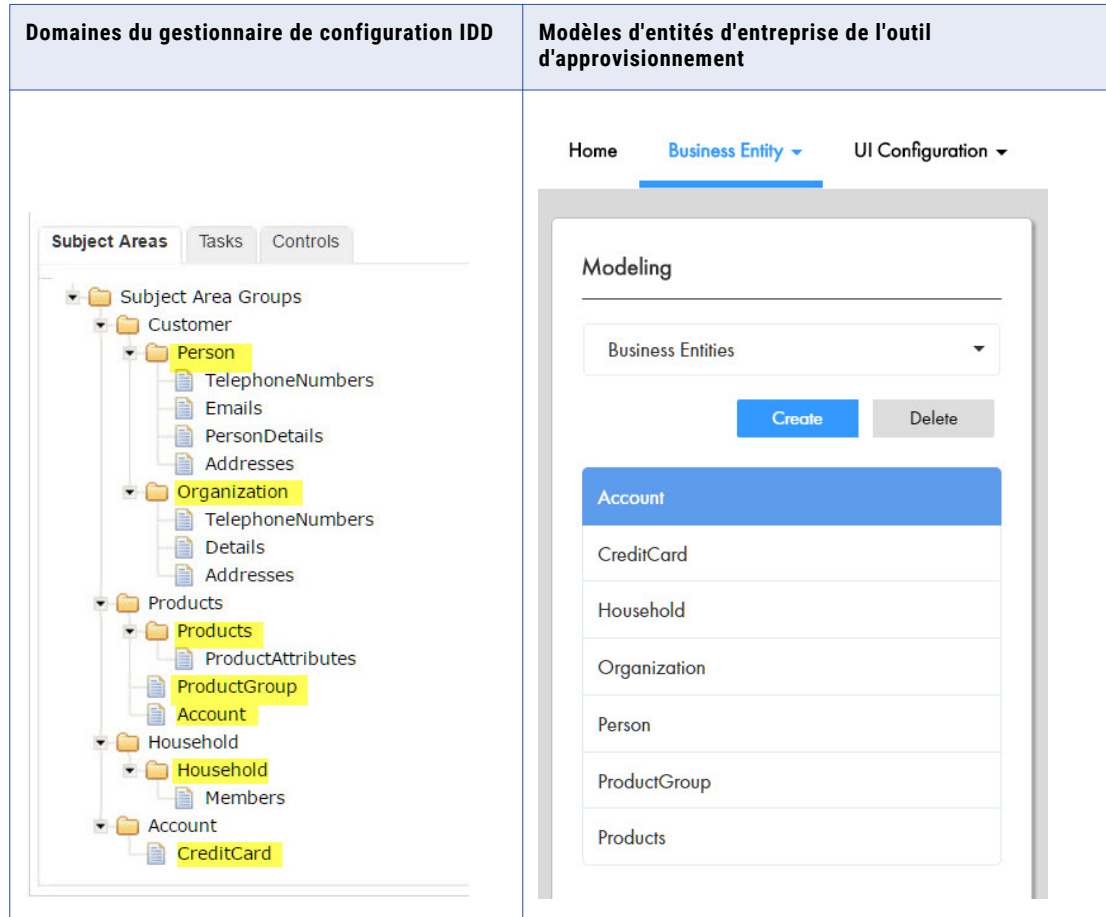 Domaines du gestionnaire de configuration IDD
Modèles d'entités d'entreprise de l'outil
d'approvisionnement
Subject Areas
Tasks
Controls
Subject Area Groups
Customer
Person
TelephoneNumbers
Emails
PersonDetails
Addresses
Organization
TelephoneNumbers
Details
Addresses
Products
Products
ProductAttributes
ProductGroup
Account
Household
Household
Members
Account
CreditCard
Home
Business Entity
UI Configuration
Modeling
Business Entities
Create
Delete
Account
CreditCard
Household
Organization
Person
ProductGroup
Products